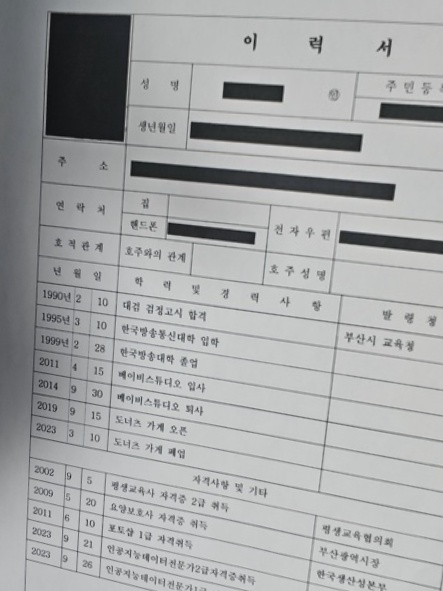 이 력 서
성 명 ㊞ 주 민 등
생년월일
주 소
연 락 처 집
핸드폰 전 자 우 편
호 적 관 계 호주와의 관계 호 주 성 명
년 월 일 학 력 및 경 력 사 항 발 령 청
1990년 2 10 대검 검정고시 합격 부산시 교육청
1995년 3 10 한국방송통신대학 입학
1999년 2 28 한국방송대학 졸업
2011 4 15 베이비스튜디오 입사
2014 9 30 베이비스튜디오 퇴사
2019 9 15 도너츠 가게 오픈
2023 3 10 도너츠 가게 폐업
자격사항 및 기타
2002 9 5 평생교육사 자격증 2급 취득 평생교육협의회
2009 5 20 요양보호사 자격증 취득 부산광역시장
2011 6 10 포토샵 1급 자격취득 한국생산성본부
2023 9 21 인공지능데이터전문가2급자격증취득
2023 9 26 인공지능데이터전문가1급